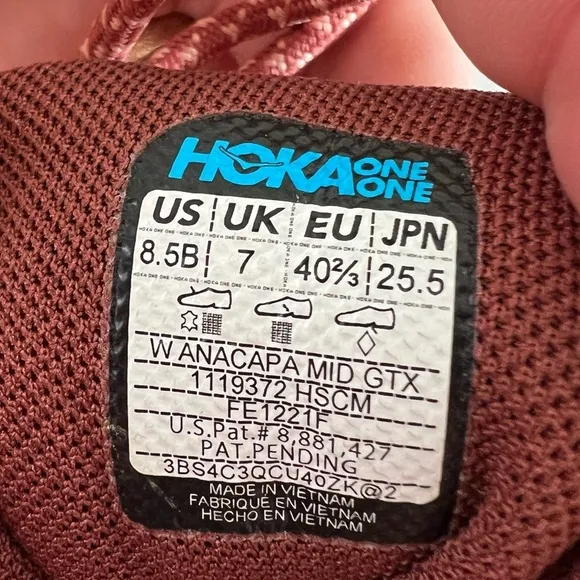 HOKA ONE ONE
US UK EU JPN
8.5B 7 40⅔ 25.5
W ANACAPA MID GTX
1119372 HSCM
FE1221F
U.S.Pat.# 8,881,427
PAT.PENDING
3BS4C3QCU40ZK@2
MADE IN VIETNAM
FABRIQUÉ EN VIETNAM
HECHO EN VIETNAM